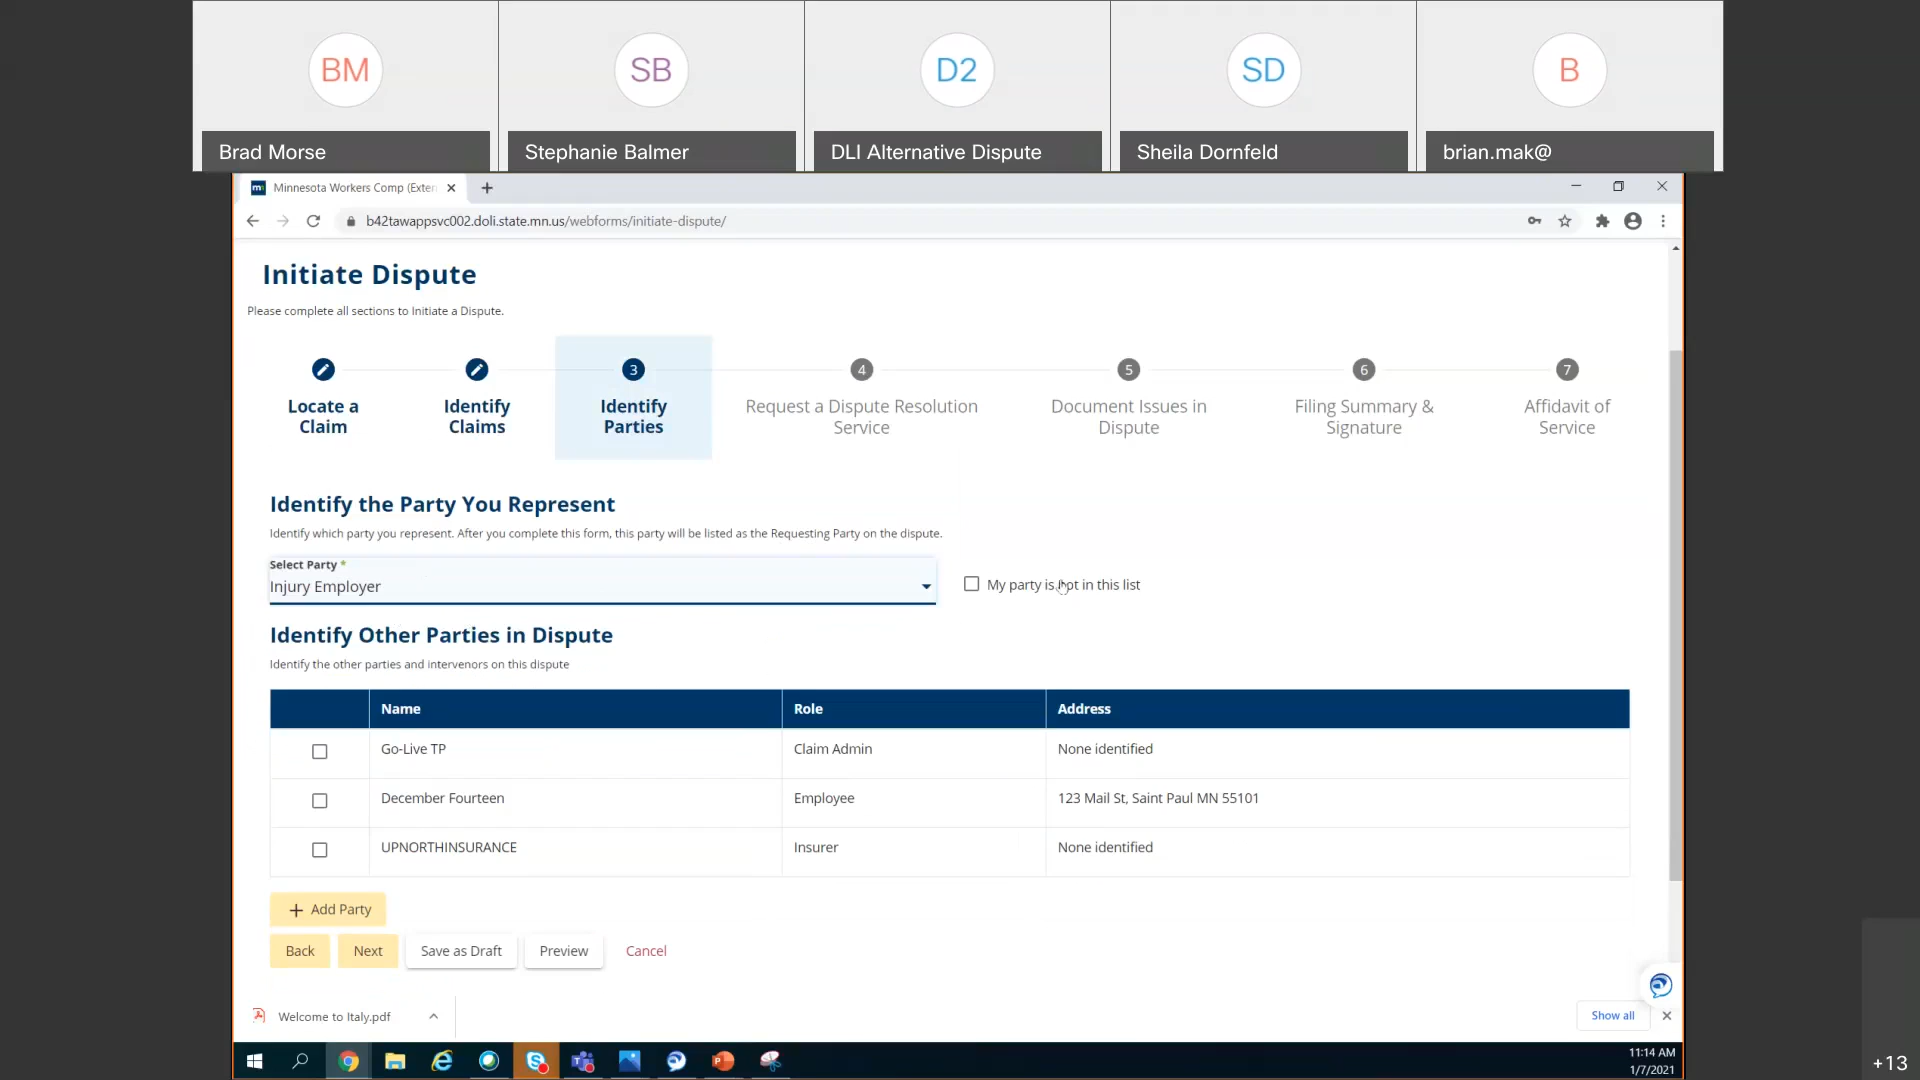 BM
SB
D2
SD
B
Brad Morse
Stephanie Balmer
DLI Alternative Dispute
Sheila Dornfeld
brian.mak@
Minnesota Workers Comp (Exter
b42tawappsvc002.doli.state.mn.us/webforms/initiate-dispute/
Initiate Dispute
Please complete all sections to Initiate a Dispute.
3
4
5
6
7
Locate a
Claim
Identify
Claims
Identify
Parties
Request a Dispute Resolution
Service
Document Issues in
Dispute
Filing Summary &
Signature
Affidavit of
Service
Identify the Party You Represent
Identify which party you represent. After you complete this form, this party will be listed as the Requesting Party on the dispute.
Select Party *
Injury Employer
My party is not in this list
Identify Other Parties in Dispute
Identify the other parties and intervenors on this dispute
Name Role Address
Go-Live TP Claim Admin None identified
December Fourteen Employee 123 Mail St, Saint Paul MN 55101
UPNORTHINSURANCE Insurer None identified
+ Add Party
Back Next Save as Draft Preview Cancel
Welcome to Italy.pdf
Show all
11:14 AM
1/7/2021
+13